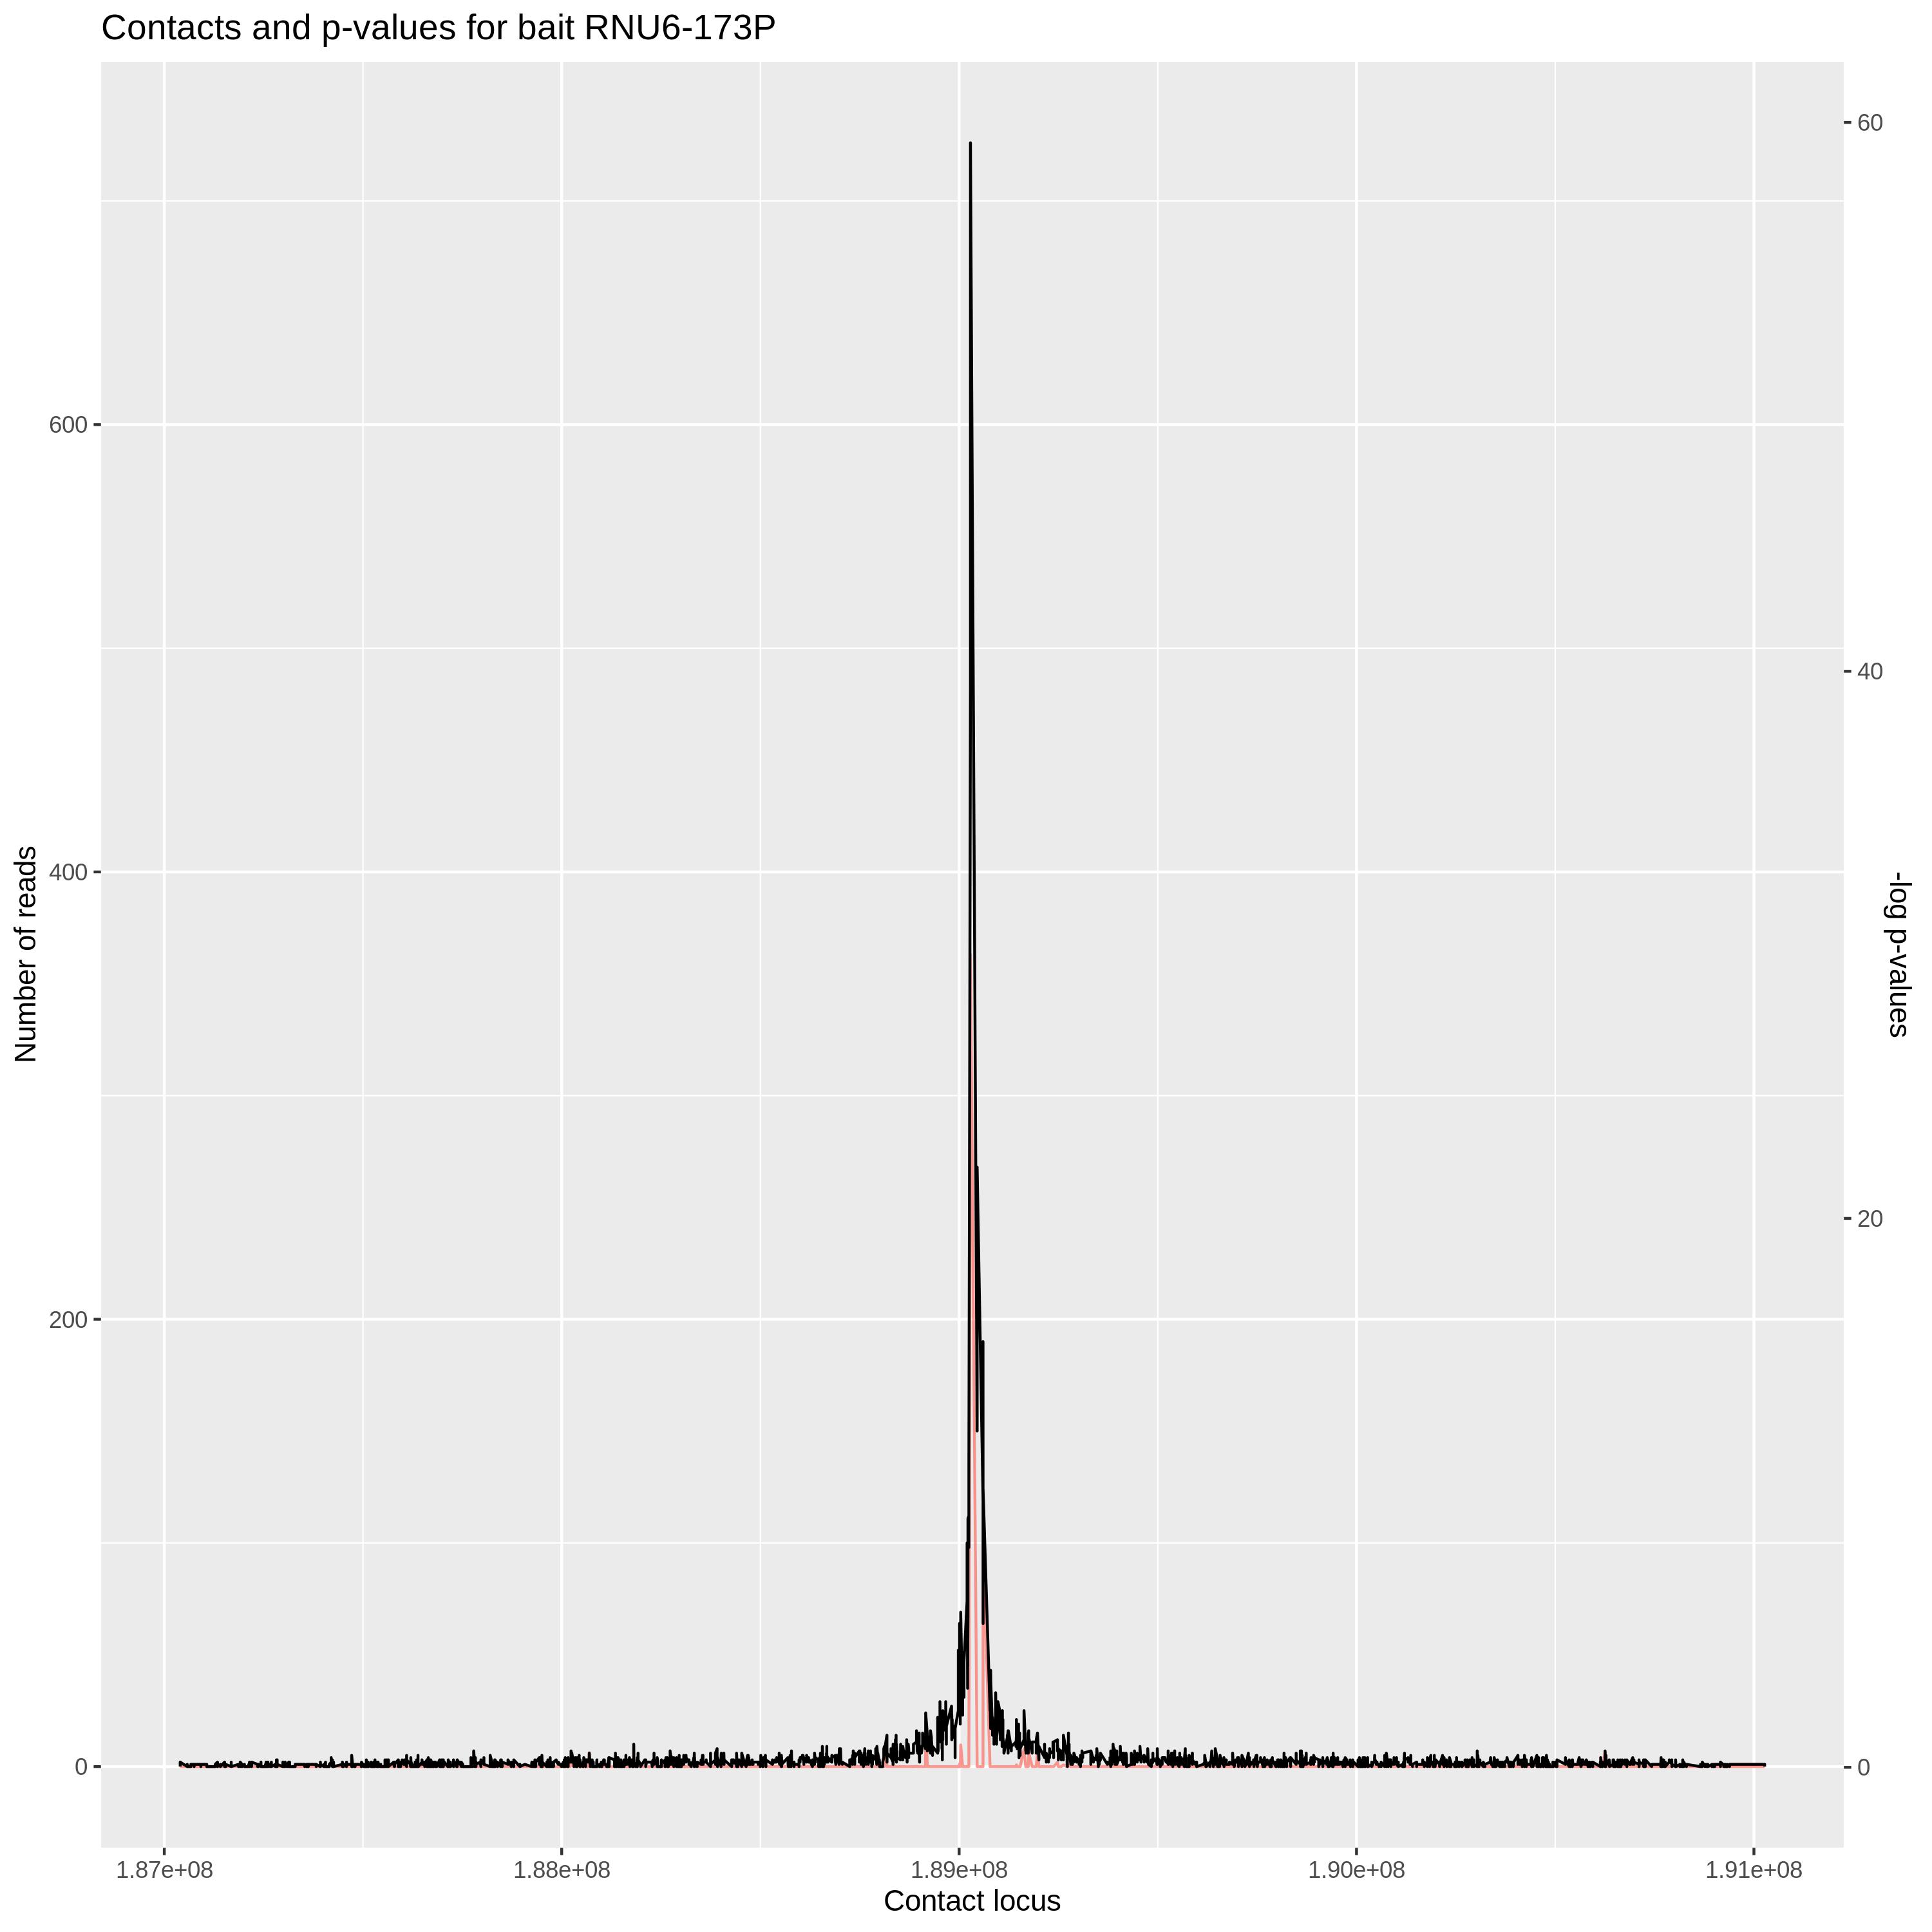 Contacts and p-values for bait RNU6-173P
60
600
40
400
Number of reads
-log p-values
20
200
0
0
1.87e+08 1.88e+08 1.89e+08 1.90e+08 1.91e+08
Contact locus